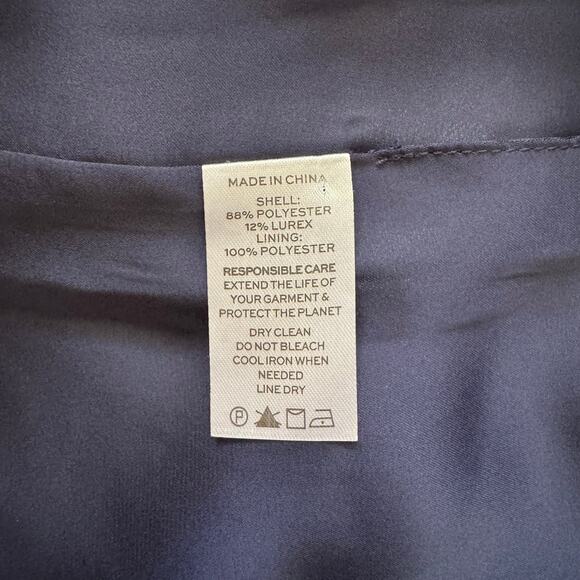 MADE IN CHINA
SHELL:
88% POLYESTER
12% LUREX
LINING:
100% POLYESTER
RESPONSIBLE CARE
EXTEND THE LIFE OF
YOUR GARMENT &
PROTECT THE PLANET
DRY CLEAN
DO NOT BLEACH
COOL IRON WHEN
NEEDED
LINE DRY
P